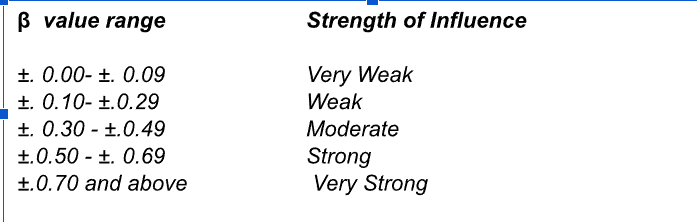 β value range Strength of Influence
±. 0.00- ±. 0.09 Very Weak
±. 0.10- ±.0.29 Weak
±. 0.30 - ±.0.49 Moderate
±.0.50 - ±. 0.69 Strong
±.0.70 and above Very Strong